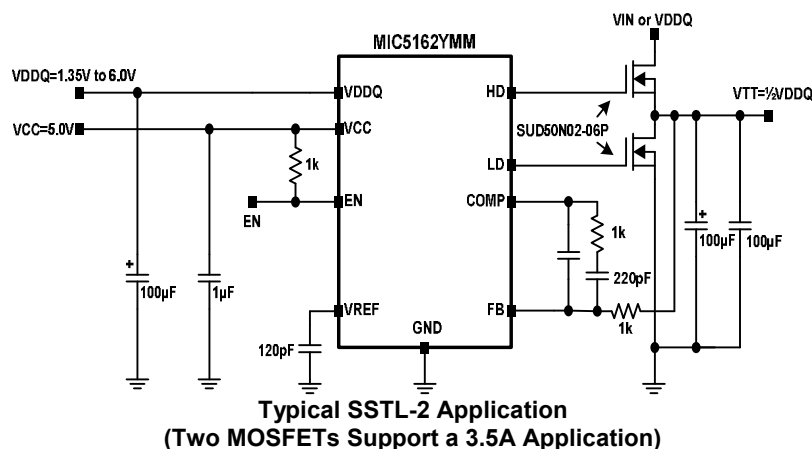 VIN or VDDQ
MIC5162YMM
VDDQ=1.35V to 6.0V
VDDQ
HD
VTT=½VDDQ
VCC=5.0V
VCC
SUD50N02-06P
1k
LD
EN
EN
COMP
1k
100µF
100µF
220pF
100µF
1µF
VREF
FB
1k
GND
120pF
Typical SSTL-2 Application
(Two MOSFETs Support a 3.5A Application)